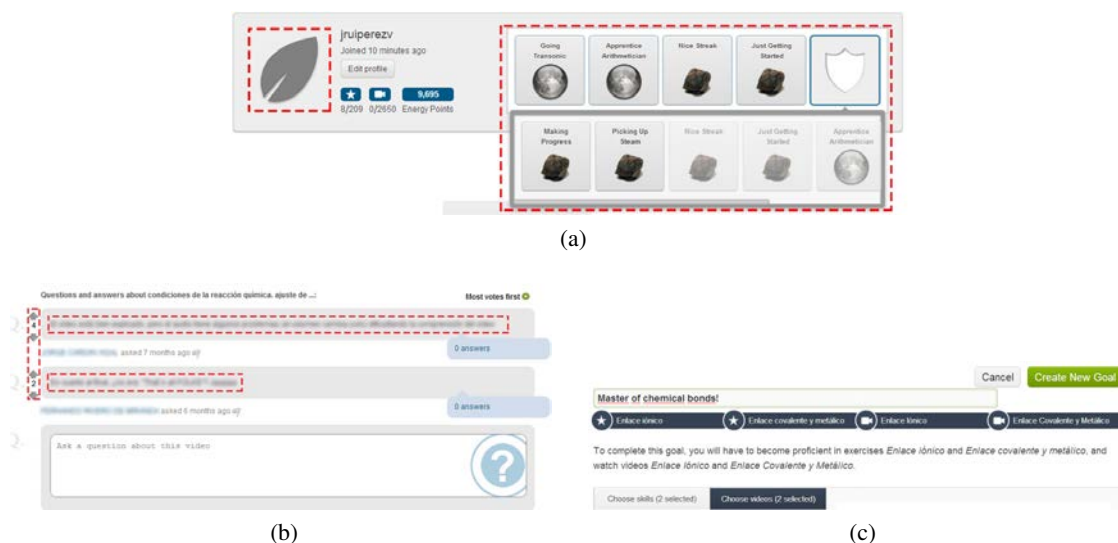 jruiperezv
Joined 10 minutes ago
Edit profile
8/209 0/2650 9,695 Energy Points
Going Transonic
Apprentice Arithmetician
Nice Streak
Just Getting Started
Making Progress
Picking Up Steam
Nice Streak
Just Getting Started
Apprentice Arithmetician
(a)
Questions and answers about condiciones de la reacción química. ajuste de ...:
Most votes first
4
asked 7 months ago
0 answers
2
asked 6 months ago
0 answers
Ask a question about this video
?
(b)
Cancel
Create New Goal
Master of chemical bonds!
Enlace iónico
Enlace covalente y metálico
Enlace Iónico
Enlace Covalente y Metálico
To complete this goal, you will have to become proficient in exercises Enlace iónico and Enlace covalente y metálico, and
watch videos Enlace Iónico and Enlace Covalente y Metálico.
Choose skills (2 selected)
Choose videos (2 selected)
(c)